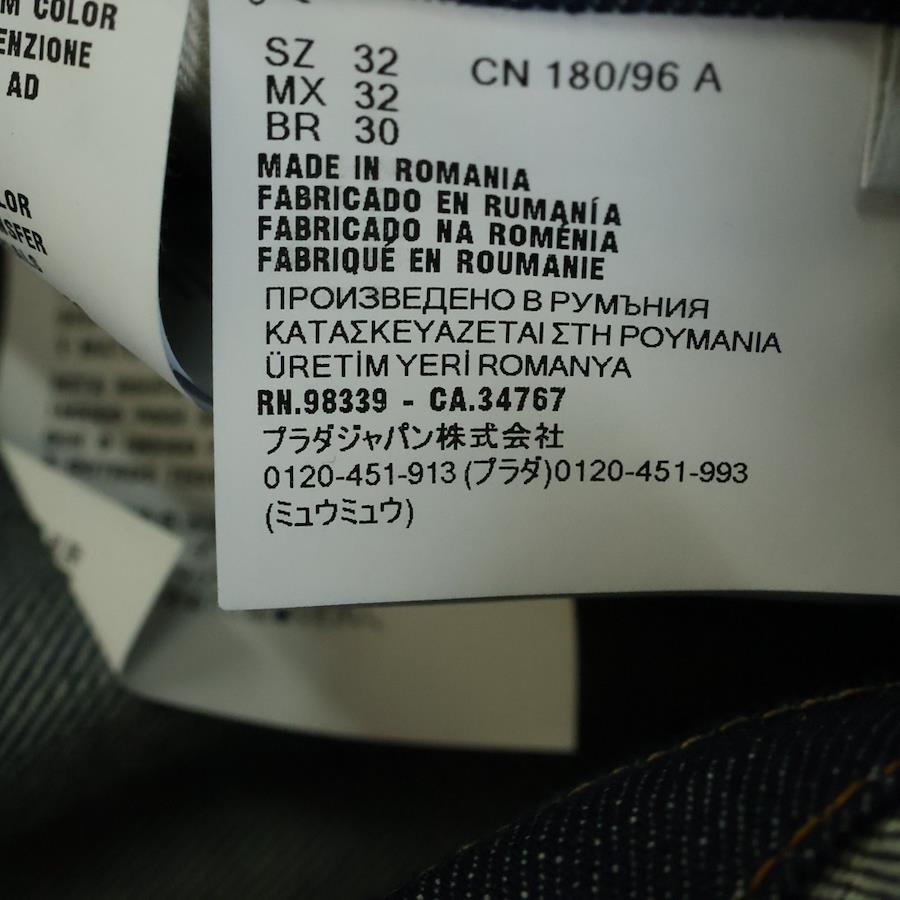 M COLOR
ENZIONE
AD
LOR
NSFER
SZ 32 CN 180/96 A
MX 32
BR 30
MADE IN ROMANIA
FABRICADO EN RUMANÍA
FABRICADO NA ROMÉNIA
FABRIQUÉ EN ROUMANIE
ПРОИЗВЕДЕНО В РУМЪНИЯ
ΚΑΤΑΣΚΕΥΑΖΕΤΑΙ ΣΤΗ ΡΟΥΜΑΝΙΑ
ÜRETİM YERİ ROMANYA
RN.98339 - CA.34767
プラダジャパン株式会社
0120-451-913 (プラダ)0120-451-993
(ミュウミュウ)